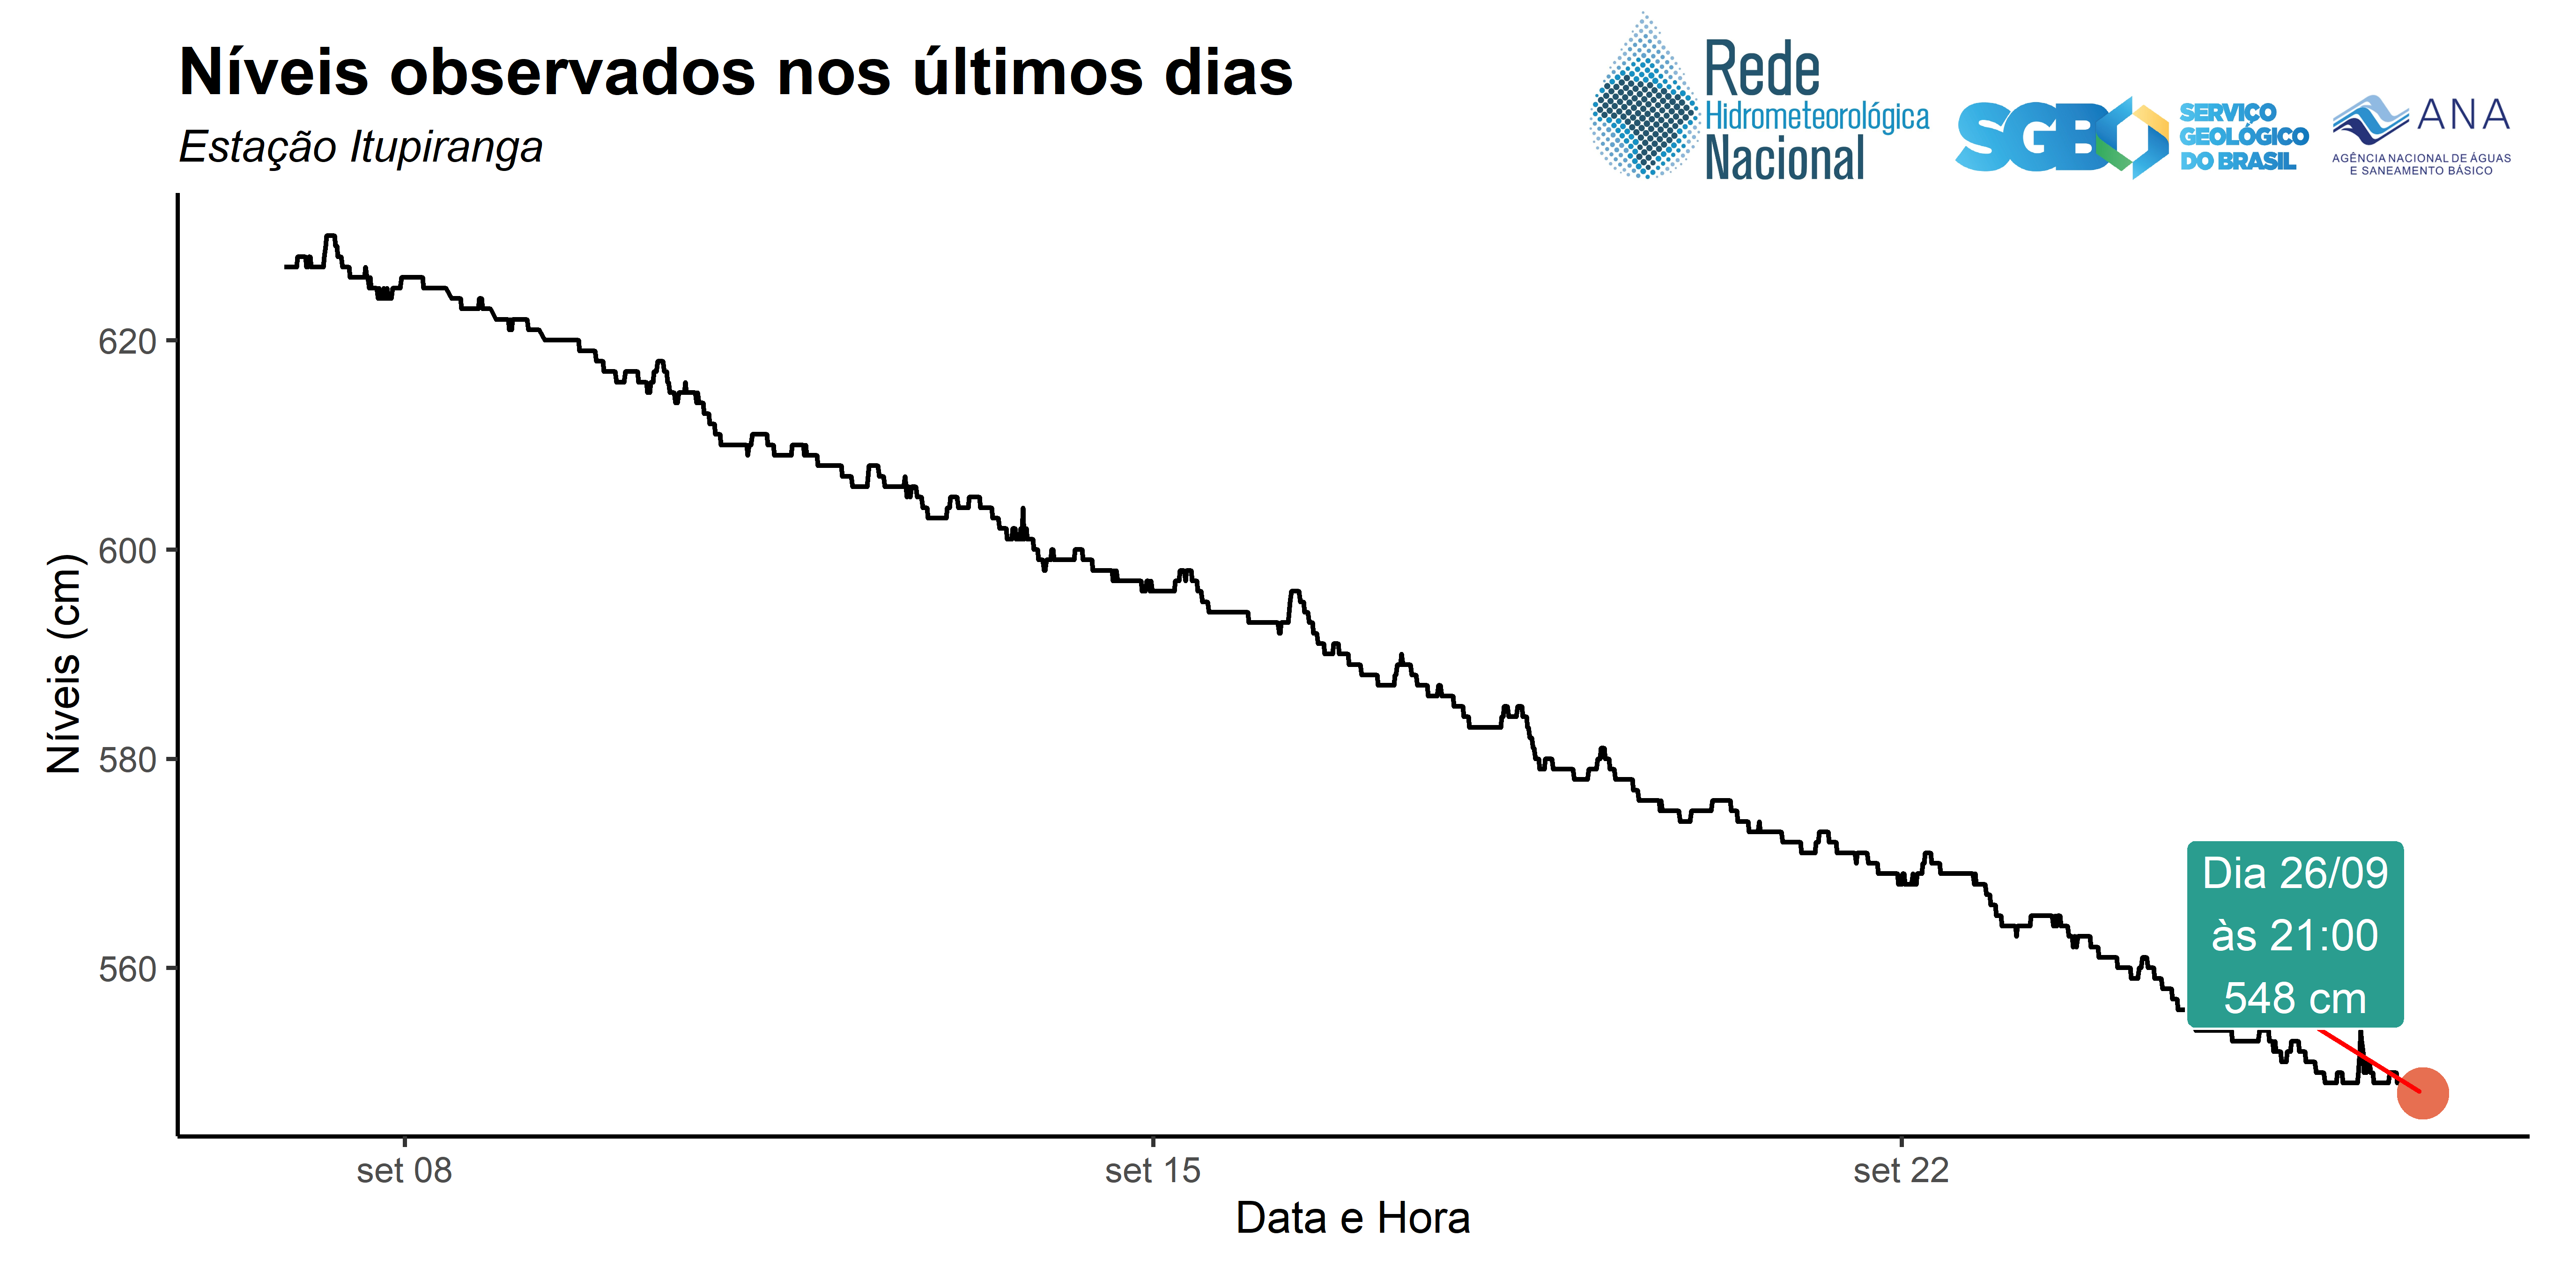 Níveis observados nos últimos dias
Estação Itupiranga
Rede
Hidrometeorológica
Nacional
SGB
SERVIÇO
GEOLÓGICO
DO BRASIL
ANA
AGÊNCIA NACIONAL DE ÁGUAS
E SANEAMENTO BÁSICO
Níveis (cm)
620
600
580
560
Dia 26/09
às 21:00
548 cm
set 08
set 15
set 22
Data e Hora